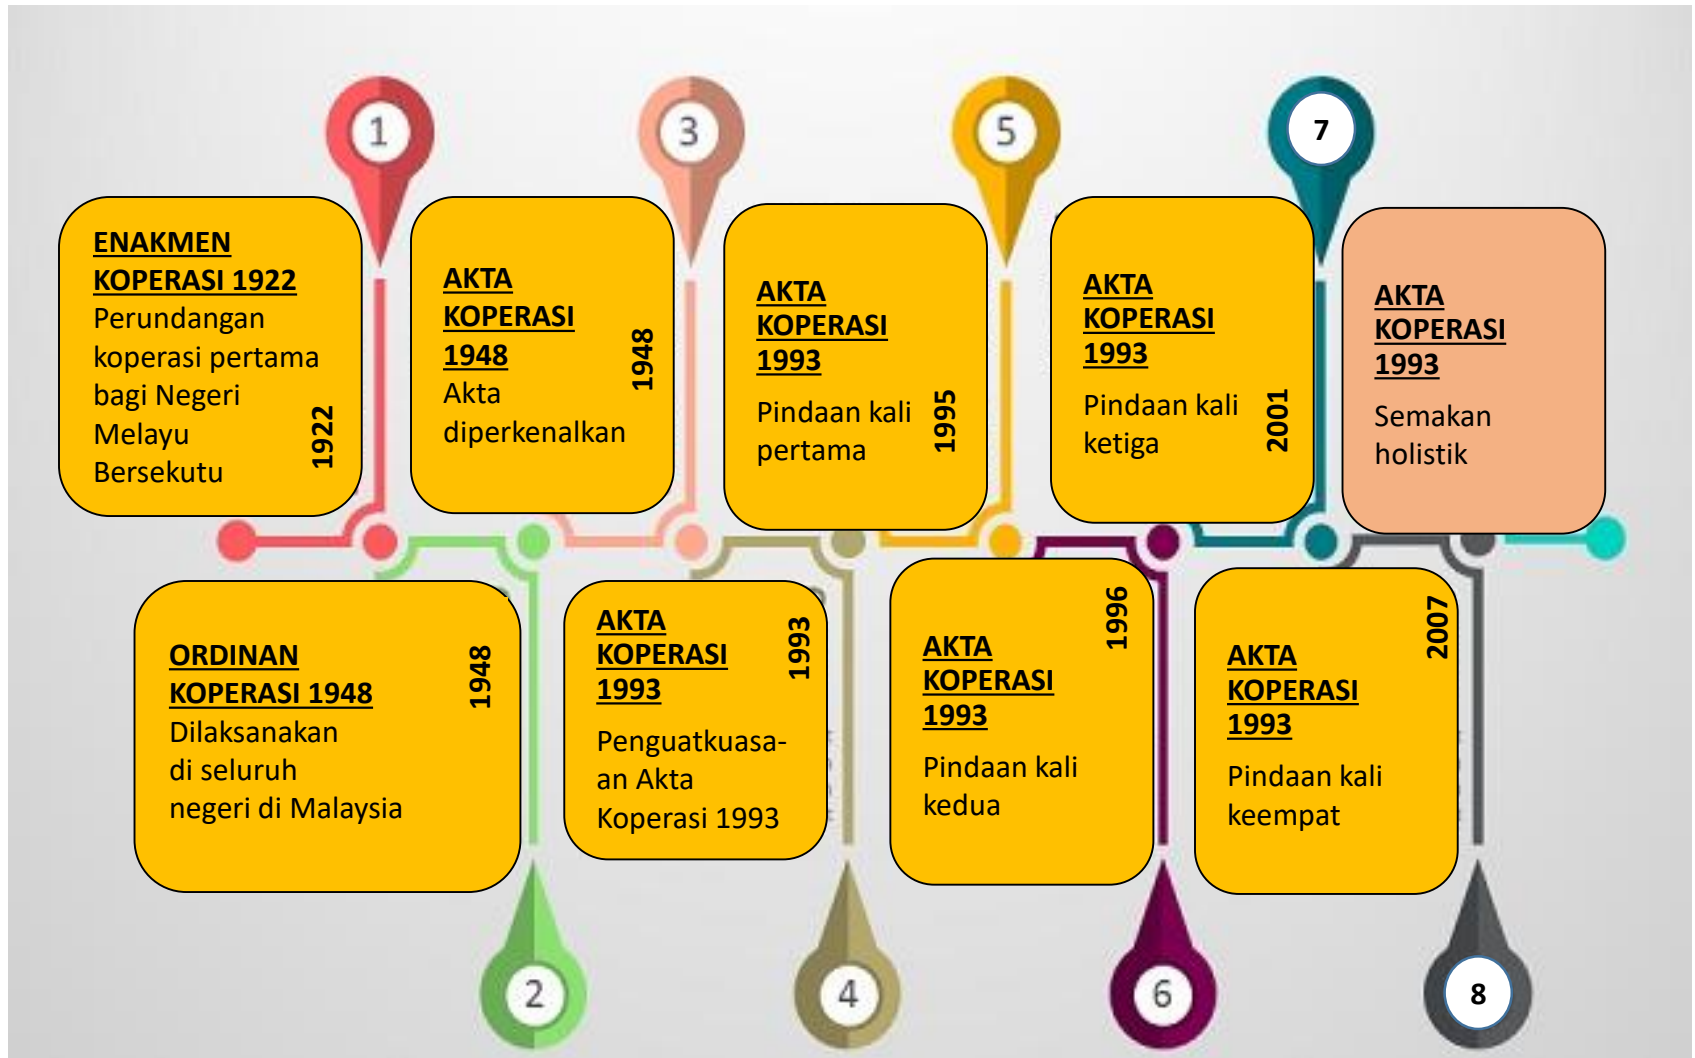 1
ENAKMEN
KOPERASI 1922
Perundangan
koperasi pertama
bagi Negeri
Melayu
Bersekutu
1922
2
ORDINAN
KOPERASI 1948
Dilaksanakan
di seluruh
negeri di Malaysia
1948
3
AKTA
KOPERASI
1948
Akta
diperkenalkan
1948
4
AKTA
KOPERASI
1993
Penguatkuasa-
an Akta
Koperasi 1993
1993
5
AKTA
KOPERASI
1993
Pindaan kali
pertama
1995
6
AKTA
KOPERASI
1993
Pindaan kali
kedua
1996
7
AKTA
KOPERASI
1993
Pindaan kali
ketiga
2001
8
AKTA
KOPERASI
1993
Pindaan kali
keempat
2007
AKTA
KOPERASI
1993
Semakan
holistik